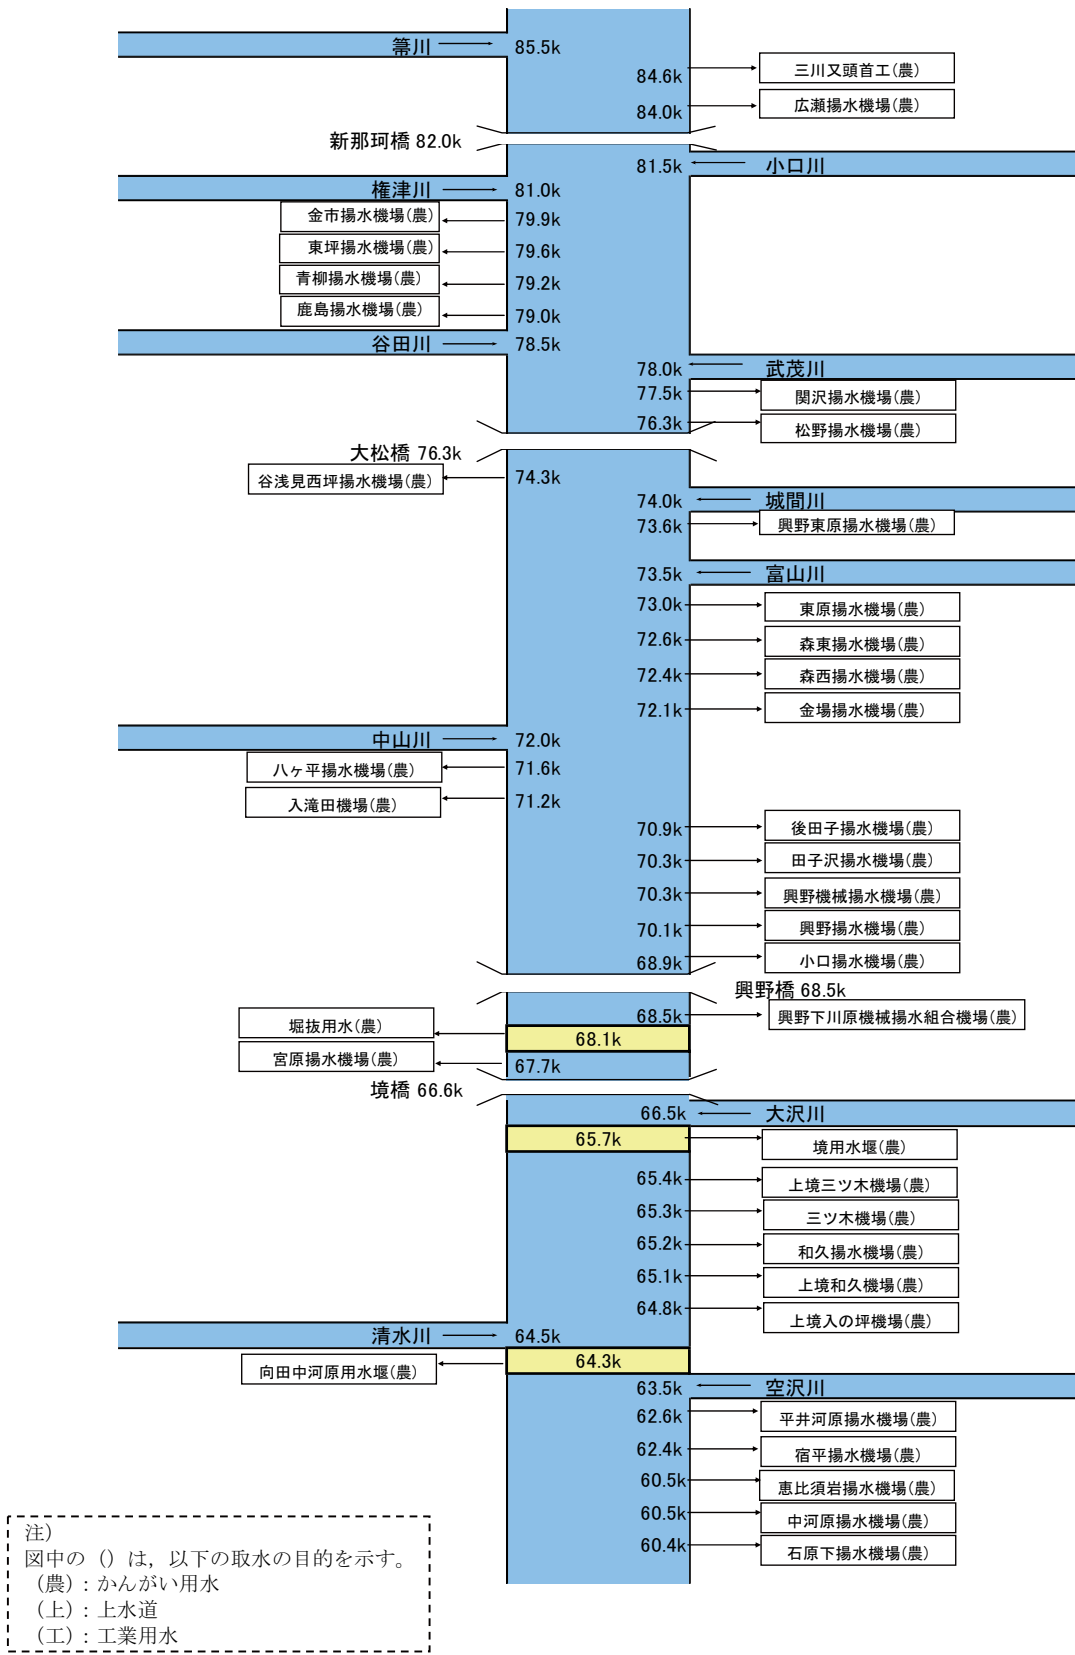 箒川 85.5k
84.6k 三川又頭首工(農)
84.0k 広瀬揚水機場(農)
新那珂橋 82.0k
81.5k 小口川
権津川 81.0k
金市揚水機場(農) 79.9k
東坪揚水機場(農) 79.6k
青柳揚水機場(農) 79.2k
鹿島揚水機場(農) 79.0k
谷田川 78.5k
78.0k 武茂川
77.5k 関沢揚水機場(農)
76.3k 松野揚水機場(農)
大松橋 76.3k
谷浅見西坪揚水機場(農) 74.3k
74.0k 城間川
73.6k 興野東原揚水機場(農)
73.5k 富山川
73.0k 東原揚水機場(農)
72.6k 森東揚水機場(農)
72.4k 森西揚水機場(農)
72.1k 金場揚水機場(農)
中山川 72.0k
八ヶ平揚水機場(農) 71.6k
入滝田機場(農) 71.2k
70.9k 後田子揚水機場(農)
70.3k 田子沢揚水機場(農)
70.3k 興野機械揚水機場(農)
70.1k 興野揚水機場(農)
68.9k 小口揚水機場(農)
興野橋 68.5k
68.5k 興野下川原機械揚水組合機場(農)
堀抜用水(農) 68.1k
宮原揚水機場(農) 67.7k
境橋 66.6k
66.5k 大沢川
65.7k 境用水堰(農)
65.4k 上境三ツ木機場(農)
65.3k 三ツ木機場(農)
65.2k 和久揚水機場(農)
65.1k 上境和久機場(農)
64.8k 上境入の坪機場(農)
清水川 64.5k
向田中河原用水堰(農) 64.3k
63.5k 空沢川
62.6k 平井河原揚水機場(農)
62.4k 宿平揚水機場(農)
60.5k 恵比須岩揚水機場(農)
60.5k 中河原揚水機場(農)
60.4k 石原下揚水機場(農)
注）
図中の（）は，以下の取水の目的を示す。
（農）: かんがい用水
（上）: 上水道
（工）: 工業用水